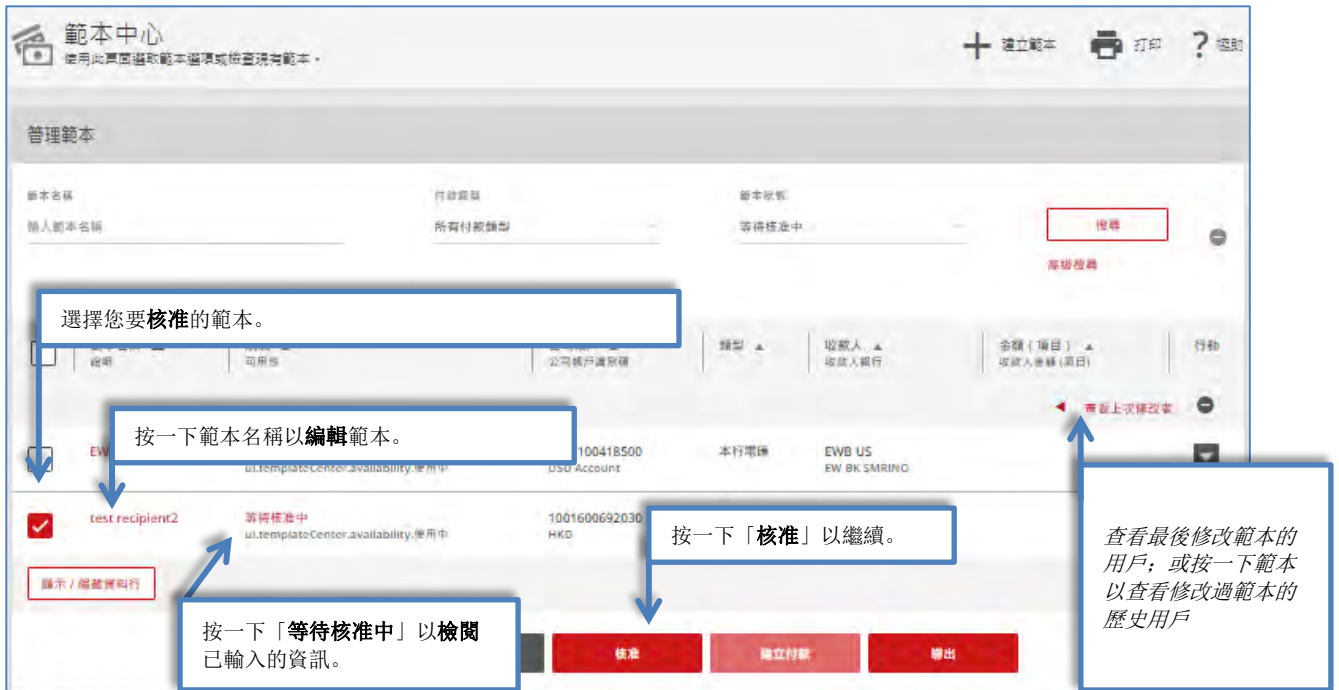 範本中心
使用此頁面選取範本選項或檢查現有範本。
建立範本 打印 協助
管理範本
範本名稱 付款類型 範本狀態
輸入範本名稱 所有付款類型 等待核准中 搜尋
高級搜尋
選擇您要核准的範本。
類型 收款人 金額(項目) 行動
說明 可用性 公司帳戶識別碼 收款人銀行 收款人金額(項目)
查看上次修改者
按一下範本名稱以編輯範本。
EW 100418500 本行電匯 EWB US
ui.templateCenter.availability.使用中 USD Account EW BK SMRINO
test recipient2 等待核准中 1001600692030
ui.templateCenter.availability.使用中 HKD
按一下「核准」以繼續。
查看最後修改範本的
用戶;或按一下範本
以查看修改過範本的
歷史用戶
顯示 / 隱藏資料行
按一下「等待核准中」以檢閱
已輸入的資訊。
核准 建立付款 導出